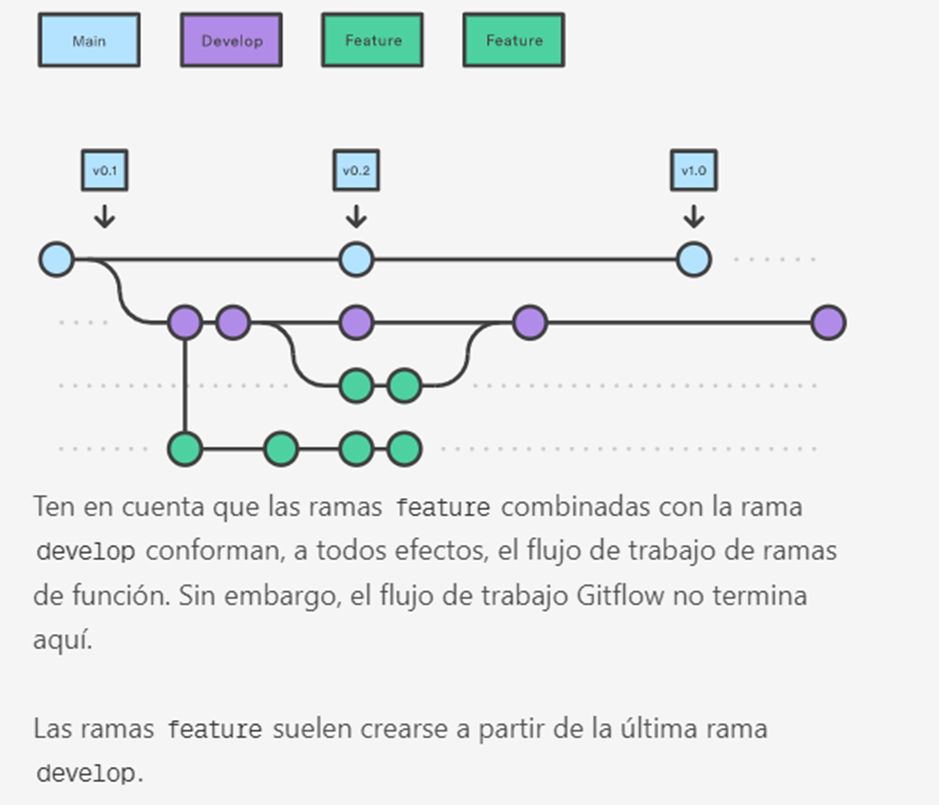 Main Develop Feature Feature
v0.1 v0.2 v1.0
Ten en cuenta que las ramas feature combinadas con la rama
develop conforman, a todos efectos, el flujo de trabajo de ramas
de función. Sin embargo, el flujo de trabajo Gitflow no termina
aquí.
Las ramas feature suelen crearse a partir de la última rama
develop.